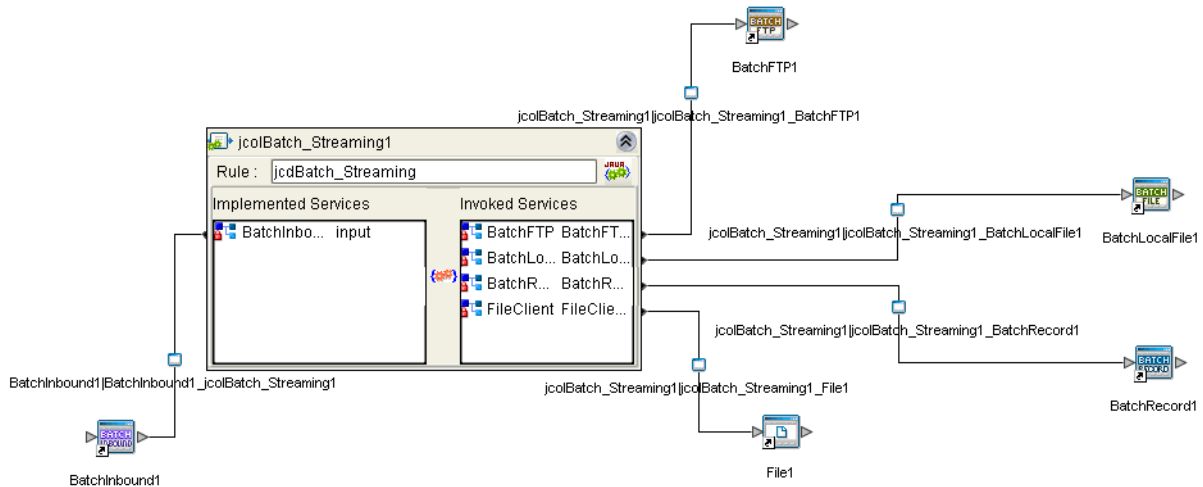 BATCH
FTP
BatchFTP1
jcolBatch_Streaming1|jcolBatch_Streaming1_BatchFTP1
jcolBatch_Streaming1
Rule : jcdBatch_Streaming
JAVA
Implemented Services
Invoked Services
BatchInbo... input
BatchFTP BatchFT...
BatchLo... BatchLo...
BatchR... BatchR...
FileClient FileClie...
BATCH
FILE
BatchLocalFile1
jcolBatch_Streaming1|jcolBatch_Streaming1_BatchLocalFile1
jcolBatch_Streaming1|jcolBatch_Streaming1_BatchRecord1
BATCH
RECORD
BatchRecord1
BatchInbound1|BatchInbound1_jcolBatch_Streaming1
jcolBatch_Streaming1|jcolBatch_Streaming1_File1
BATCH
INBOUND
BatchInbound1
File1